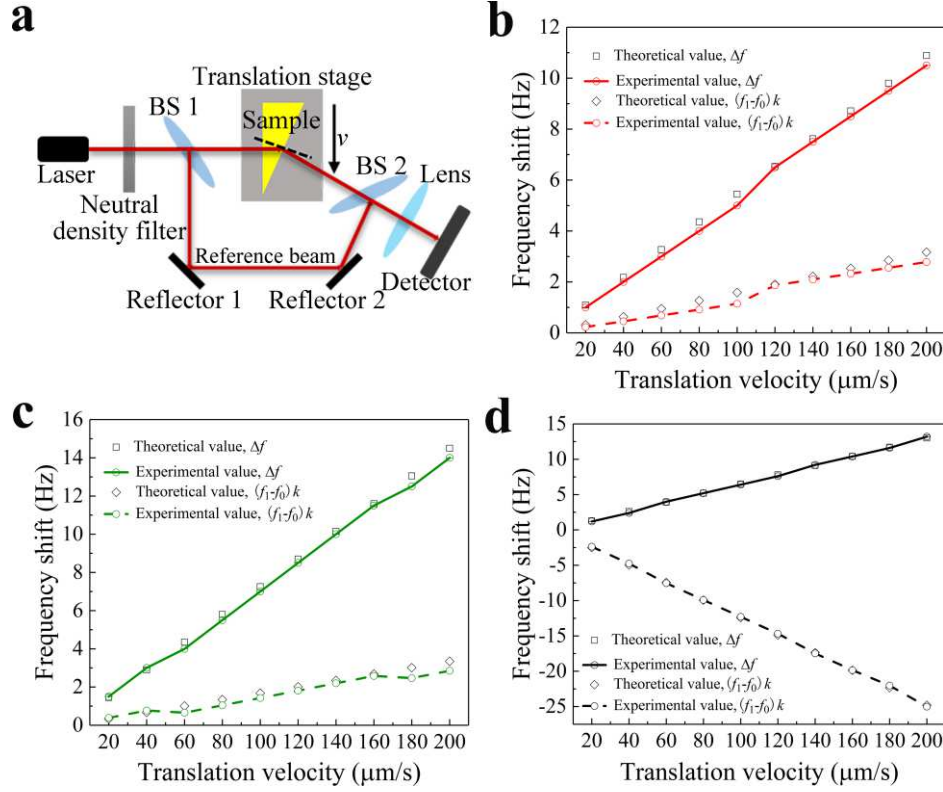 a
Translation stage
BS 1
Sample
v
BS 2
Lens
Laser
Neutral
density filter
Reference beam
Reflector 1
Reflector 2
Detector
b
Frequency shift (Hz)
12
10
8
6
4
2
0
Theoretical value, Δf
Experimental value, Δf
Theoretical value, (f₁-f₀) k
Experimental value, (f₁-f₀) k
20 40 60 80 100 120 140 160 180 200
Translation velocity (μm/s)
c
Frequency shift (Hz)
16
14
12
10
8
6
4
2
0
Theoretical value, Δf
Experimental value, Δf
Theoretical value, (f₁-f₀) k
Experimental value, (f₁-f₀) k
20 40 60 80 100 120 140 160 180 200
Translation velocity (μm/s)
d
Frequency shift (Hz)
15
10
5
0
-5
-10
-15
-20
-25
Theoretical value, Δf
Experimental value, Δf
Theoretical value, (f₁-f₀) k
Experimental value, (f₁-f₀) k
20 40 60 80 100 120 140 160 180 200
Translation velocity (μm/s)